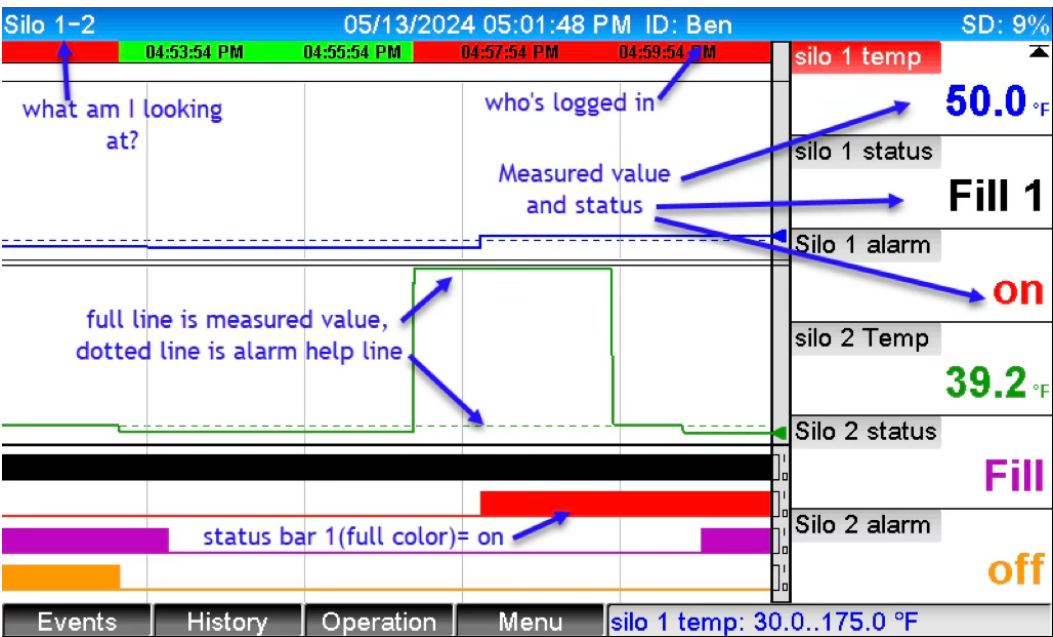 Silo 1-2 05/13/2024 05:01:48 PM ID: Ben SD: 9%
04:53:54 PM 04:55:54 PM 04:57:54 PM 04:59:54 PM
silo 1 temp
50.0 °F
what am I looking
at?
who's logged in
silo 1 status
Fill 1
Measured value
and status
Silo 1 alarm
on
full line is measured value,
dotted line is alarm help line
silo 2 Temp
39.2 °F
Silo 2 status
Fill
status bar 1(full color)= on
Silo 2 alarm
off
Events History Operation Menu silo 1 temp: 30.0..175.0 °F